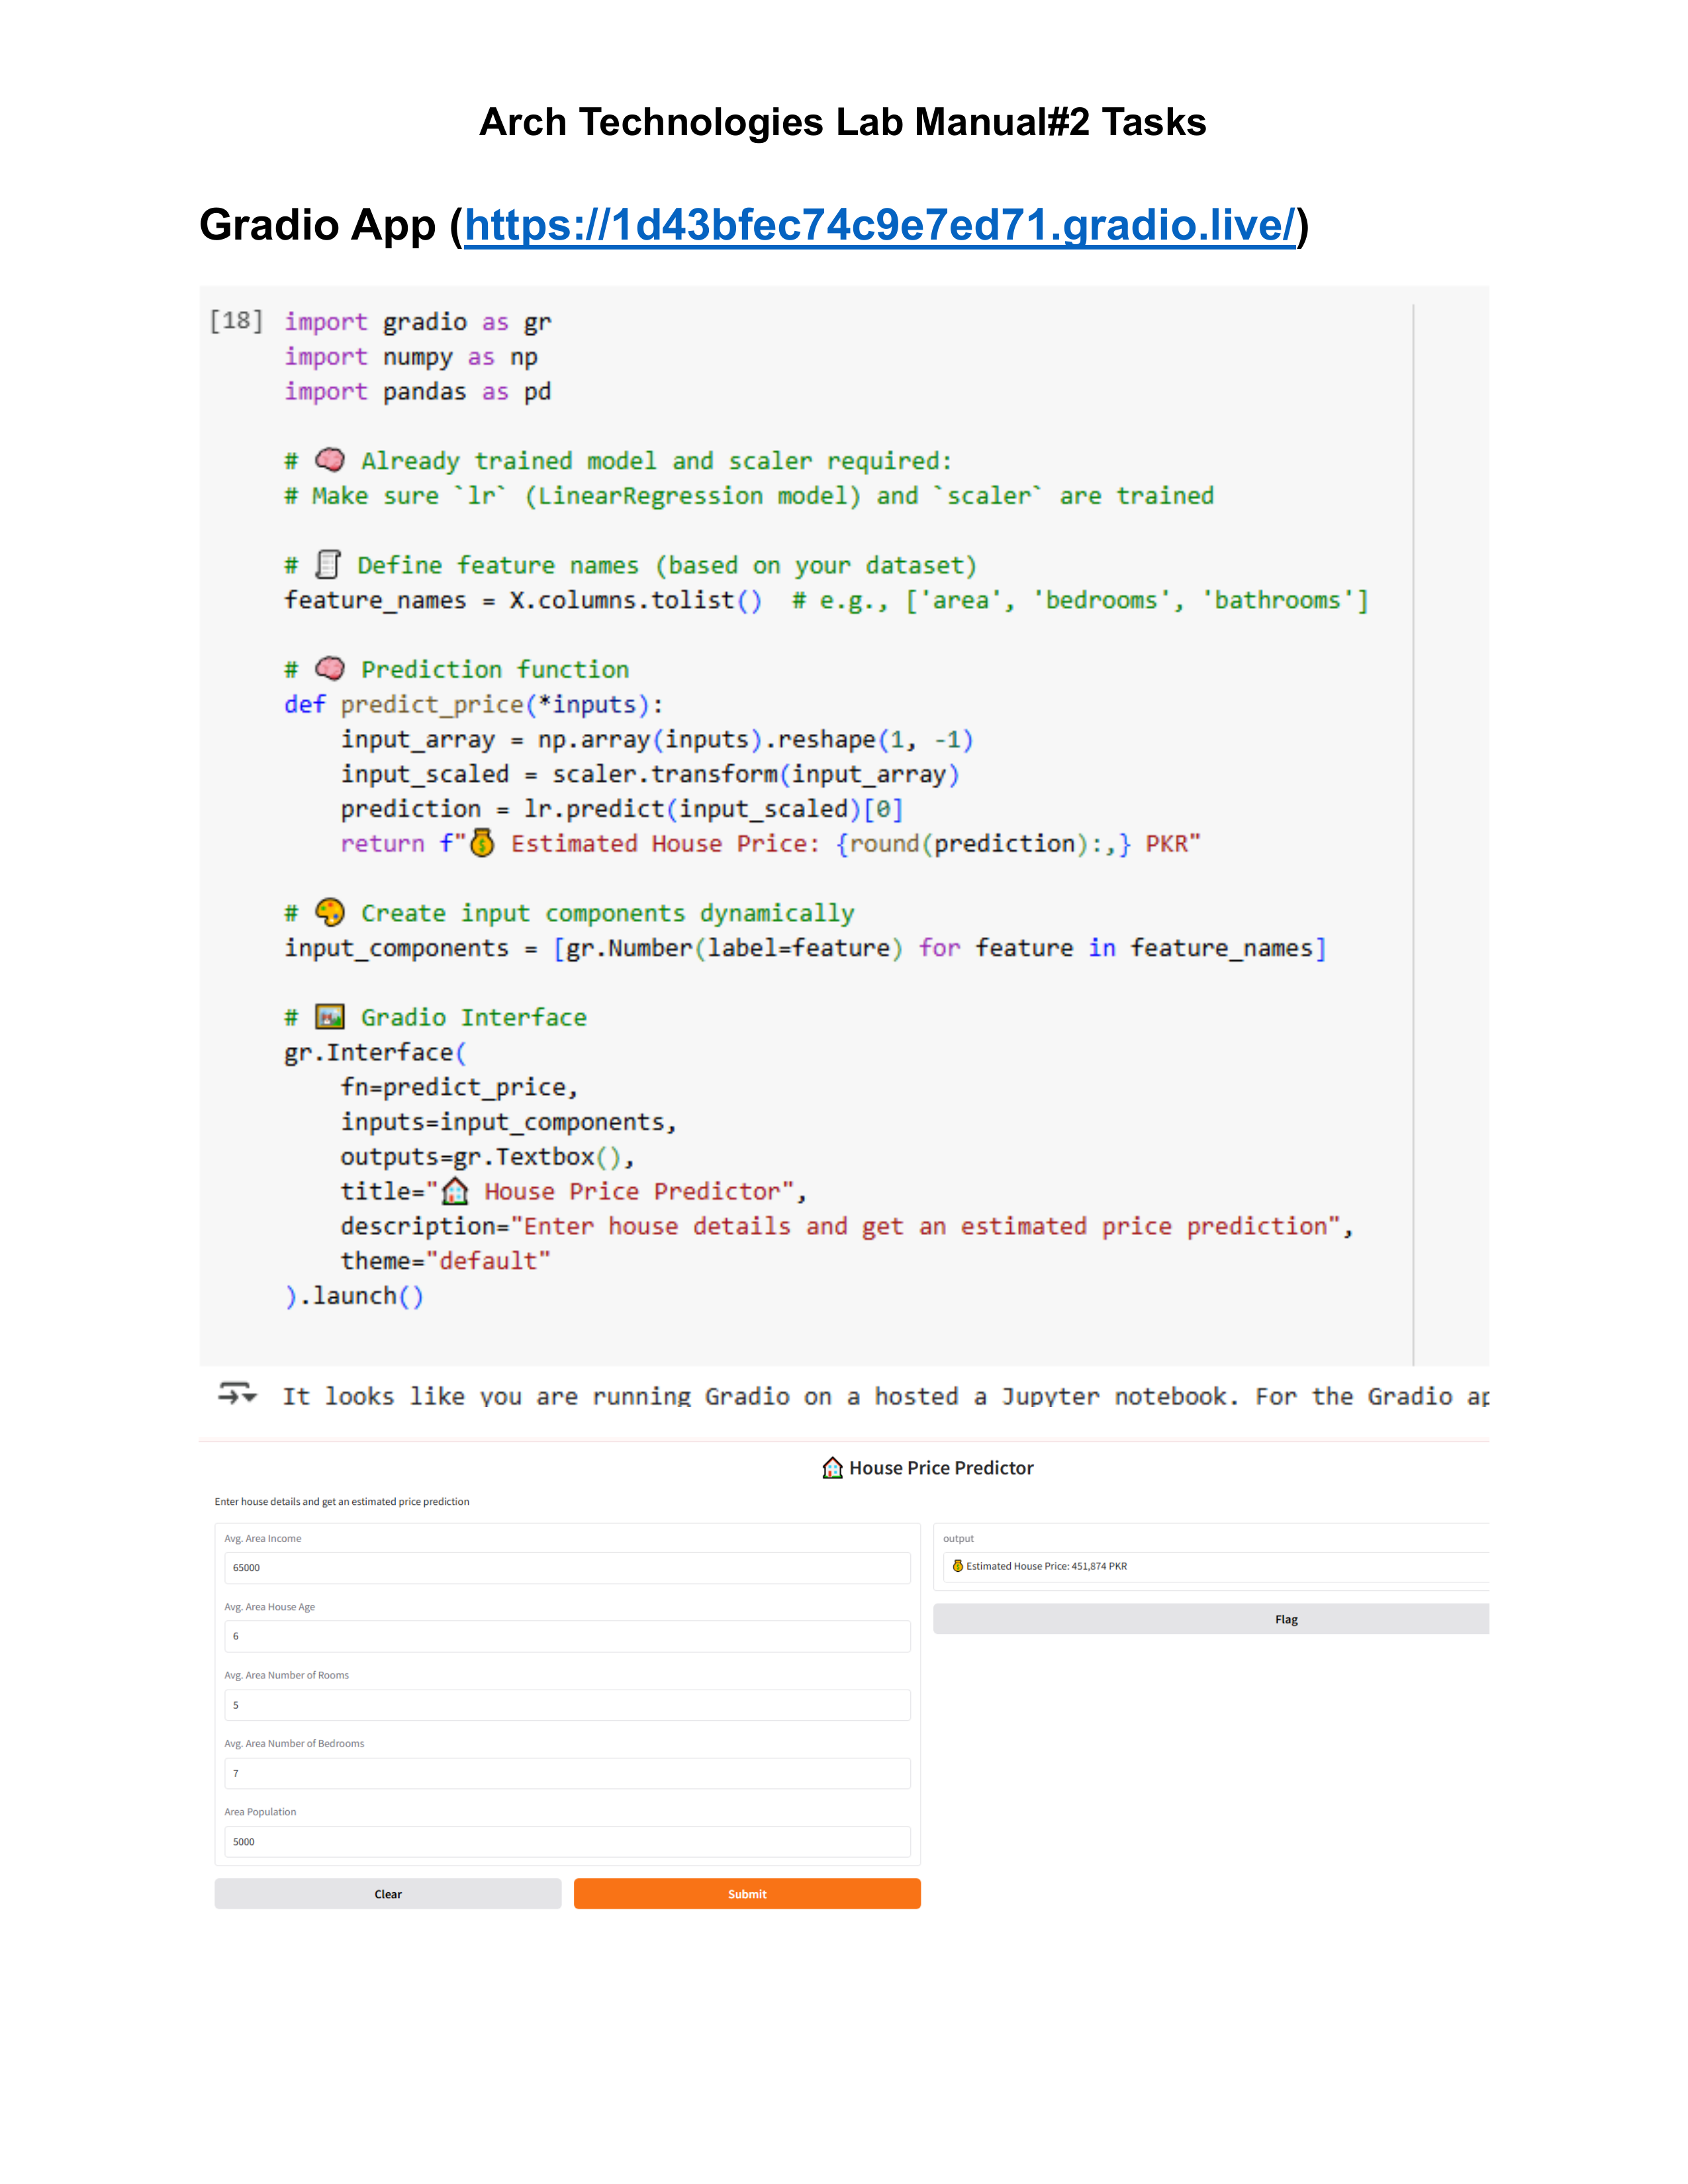 Arch Technologies Lab Manual#2 Tasks
Gradio App (https://1d43bfec74c9e7ed71.gradio.live/)
[18] import gradio as gr
import numpy as np
import pandas as pd
# 🧠 Already trained model and scaler required:
# Make sure `lr` (LinearRegression model) and `scaler` are trained
# 🧾 Define feature names (based on your dataset)
feature_names = X.columns.tolist()  # e.g., ['area', 'bedrooms', 'bathrooms']
# 🧠 Prediction function
def predict_price(*inputs):
    input_array = np.array(inputs).reshape(1, -1)
    input_scaled = scaler.transform(input_array)
    prediction = lr.predict(input_scaled)[0]
    return f"💰 Estimated House Price: {round(prediction):,} PKR"
# 🎨 Create input components dynamically
input_components = [gr.Number(label=feature) for feature in feature_names]
# 🖼️ Gradio Interface
gr.Interface(
    fn=predict_price,
    inputs=input_components,
    outputs=gr.Textbox(),
    title="🏠 House Price Predictor",
    description="Enter house details and get an estimated price prediction",
    theme="default"
).launch()
It looks like you are running Gradio on a hosted a Jupyter notebook. For the Gradio ap
🏠 House Price Predictor
Enter house details and get an estimated price prediction
Avg. Area Income
65000
Avg. Area House Age
6
Avg. Area Number of Rooms
5
Avg. Area Number of Bedrooms
7
Area Population
5000
Clear
Submit
output
💰 Estimated House Price: 451,874 PKR
Flag